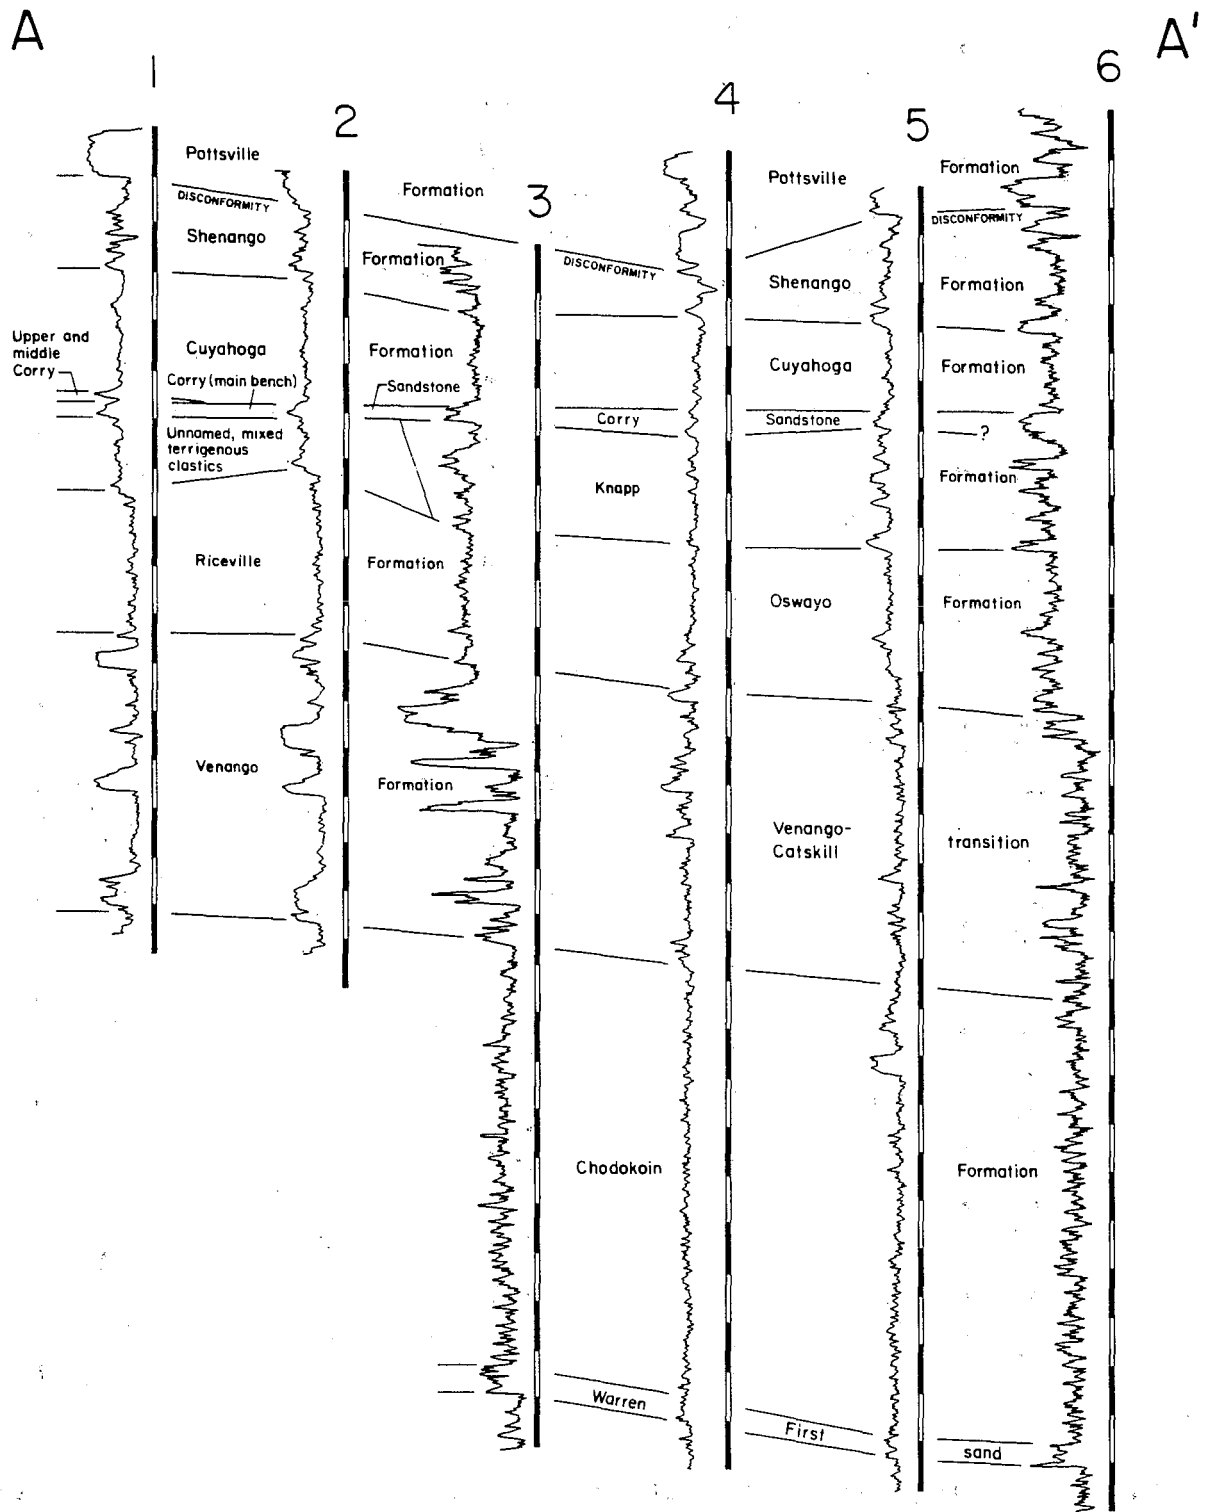 A
A'
1
2
3
4
5
6
Pottsville
Formation
Pottsville
Formation
DISCONFORMITY
DISCONFORMITY
DISCONFORMITY
Shenango
Formation
Shenango
Formation
Upper and
middle
Corry
Cuyahoga
Formation
Cuyahoga
Formation
Corry (main bench)
Sandstone
Corry
Sandstone
?
Unnamed, mixed
terrigenous
clastics
Knapp
Formation
Riceville
Formation
Oswayo
Formation
Venango
Formation
Venango-
Catskill
transition
Chodokoin
Formation
Warren
First
sand